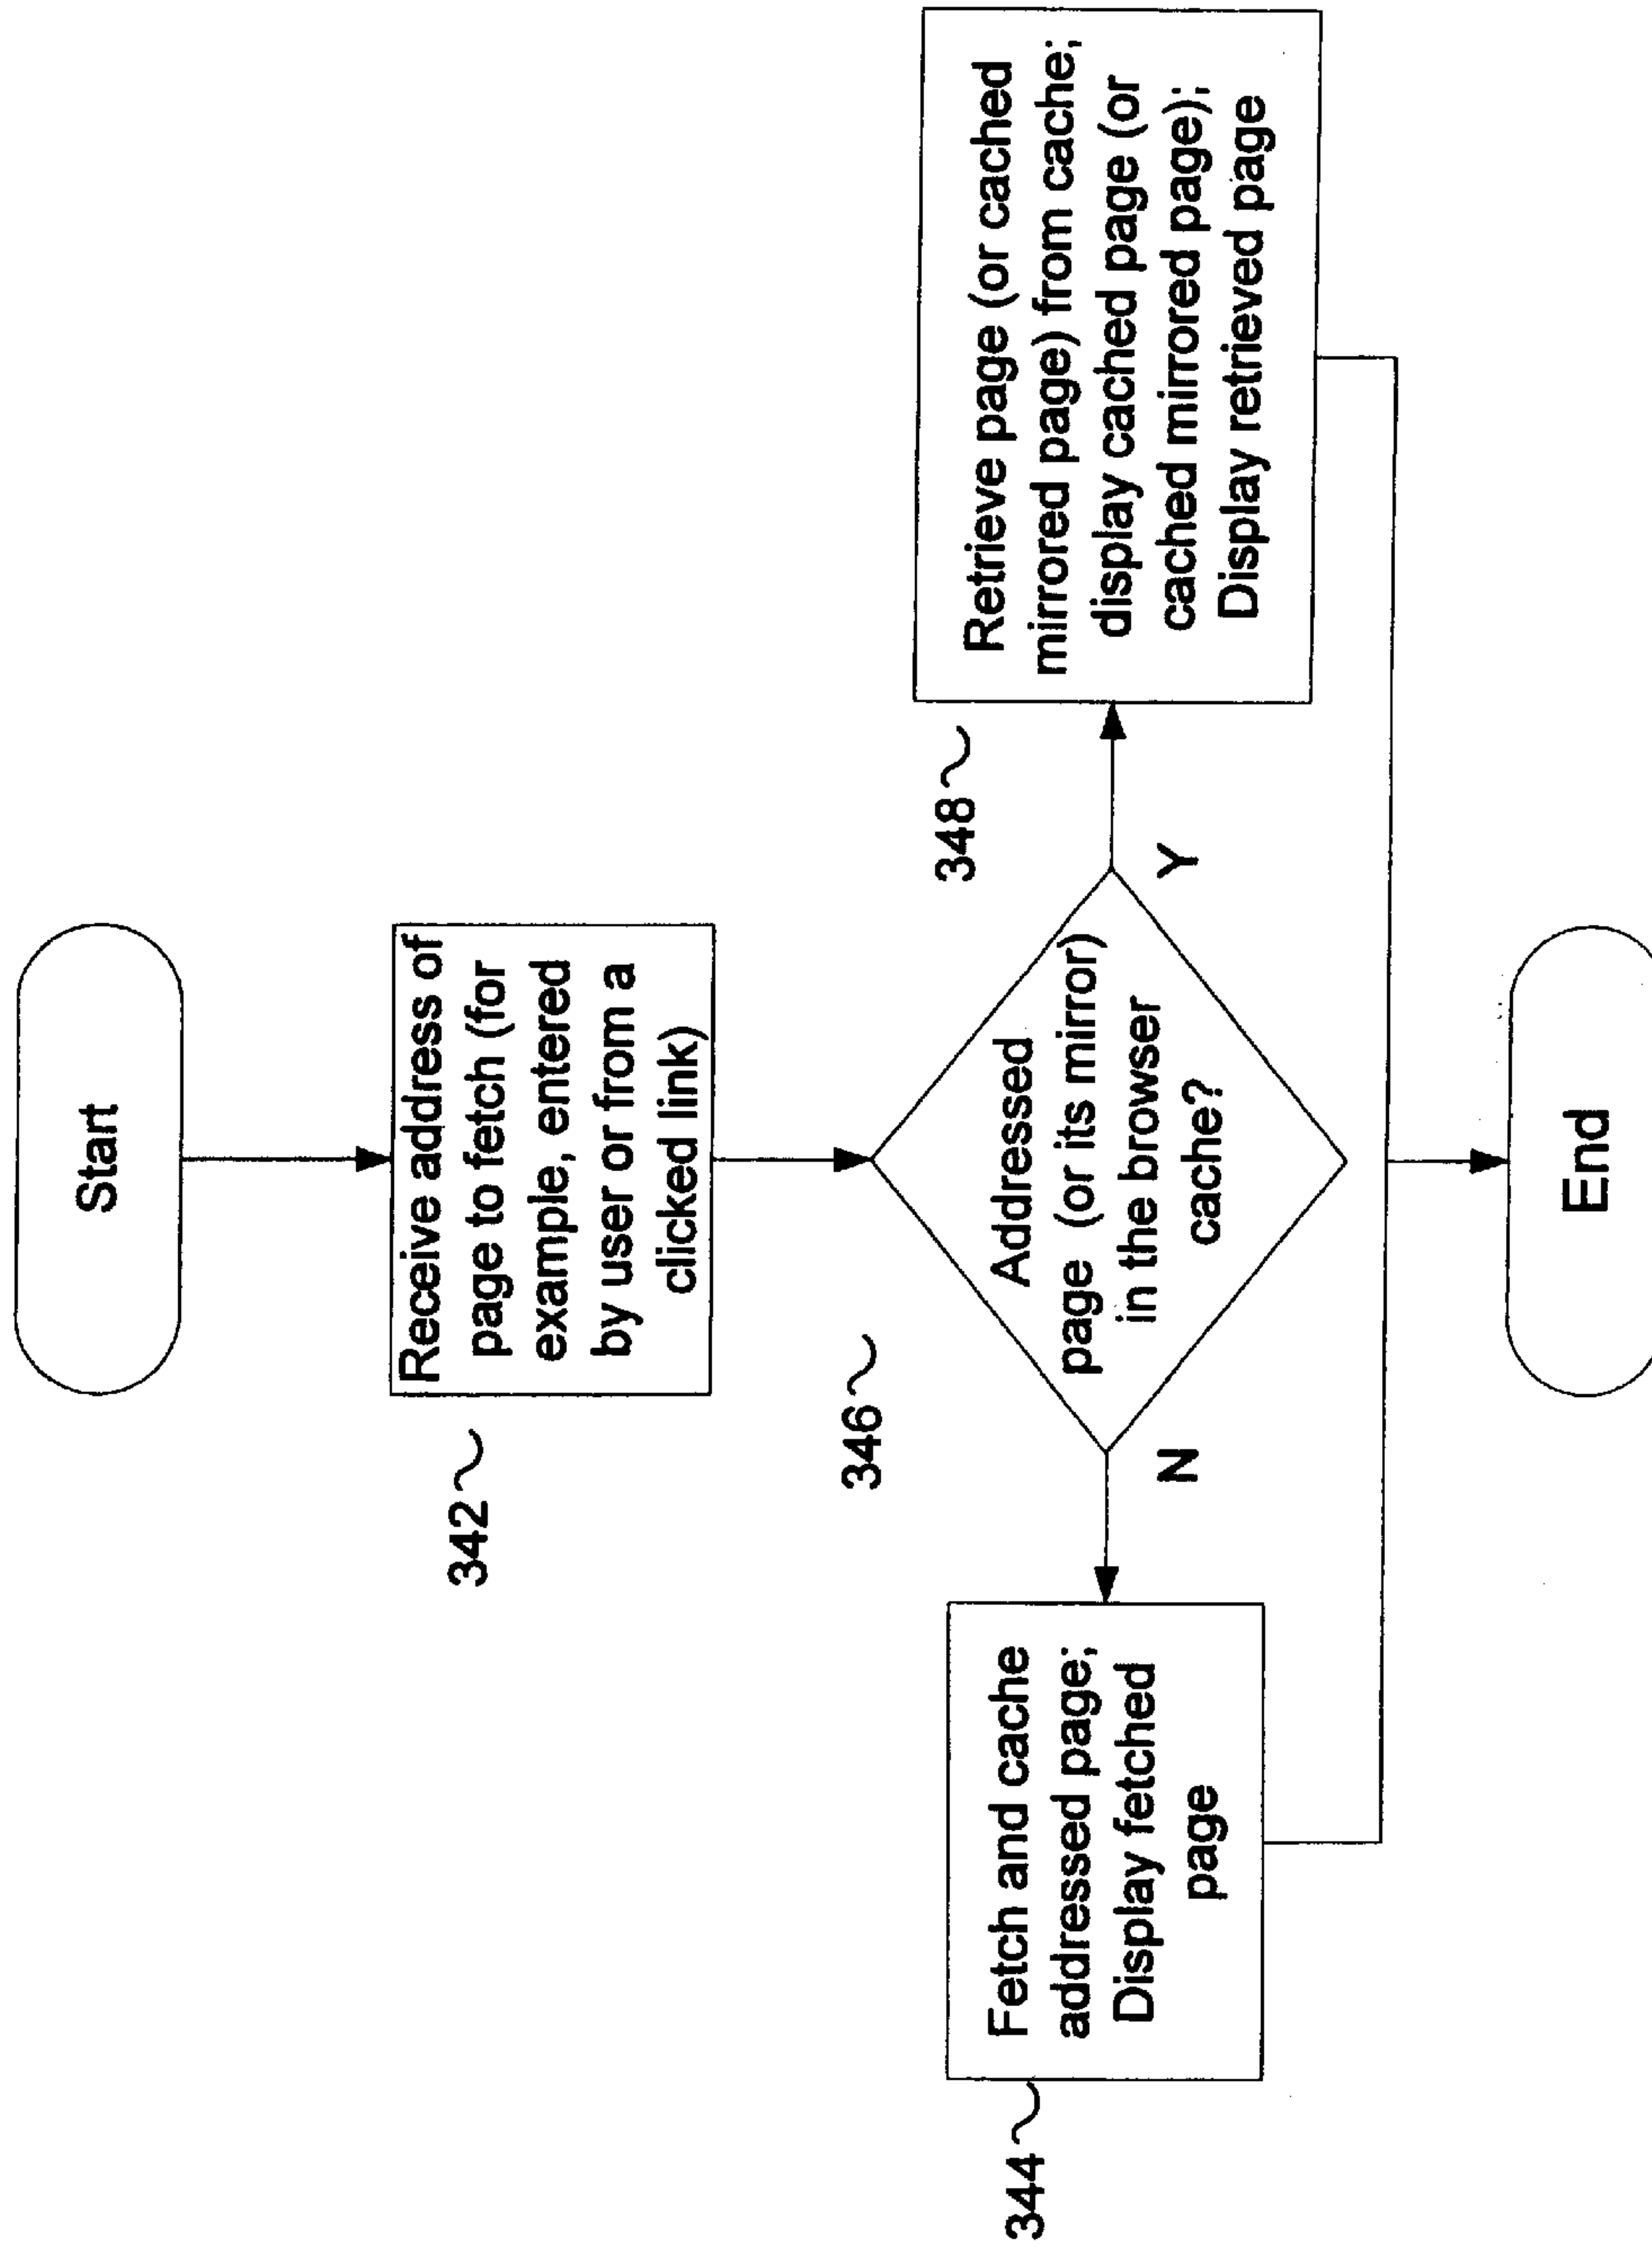 Start
342
Receive address of
page to fetch (for
example, entered
by user or from a
clicked link)
346
Addressed
page (or its mirror)
in the browser
cache?
N
Y
344
Fetch and cache
addressed page;
Display fetched
page
348
Retrieve page (or cached
mirrored page) from cache;
display cached page (or
cached mirrored page);
Display retrieved page
End